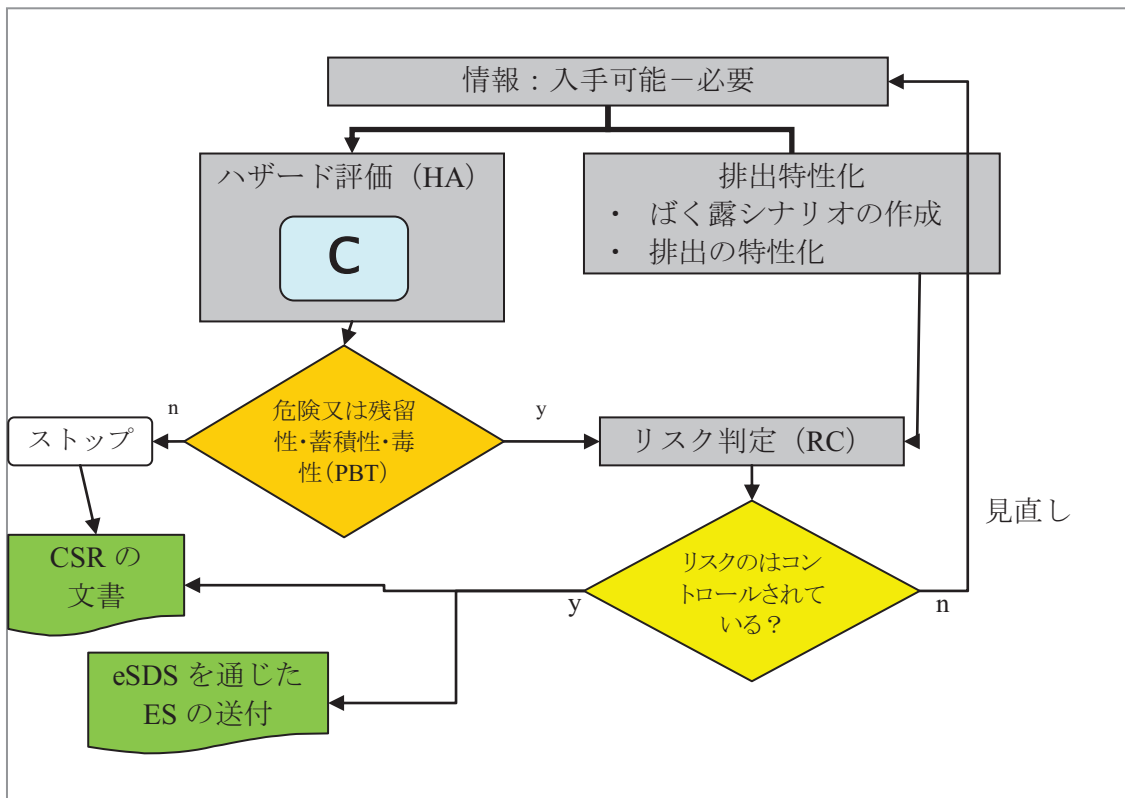 情報：入手可能－必要
ハザード評価（HA）
C
排出特性化
・ ばく露シナリオの作成
・ 排出の特性化
n
危険又は残留
性・蓄積性・毒
性（PBT）
y
ストップ
リスク判定（RC）
見直し
CSR の
文書
リスクのはコント
ロールされて
いる？
y
n
eSDS を通じた
ES の送付